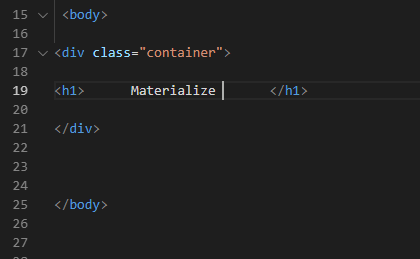 15 <body>
16
17 <div class="container">
18
19 <h1> Materialize </h1>
20
21 </div>
22
23
24
25 </body>
26
27